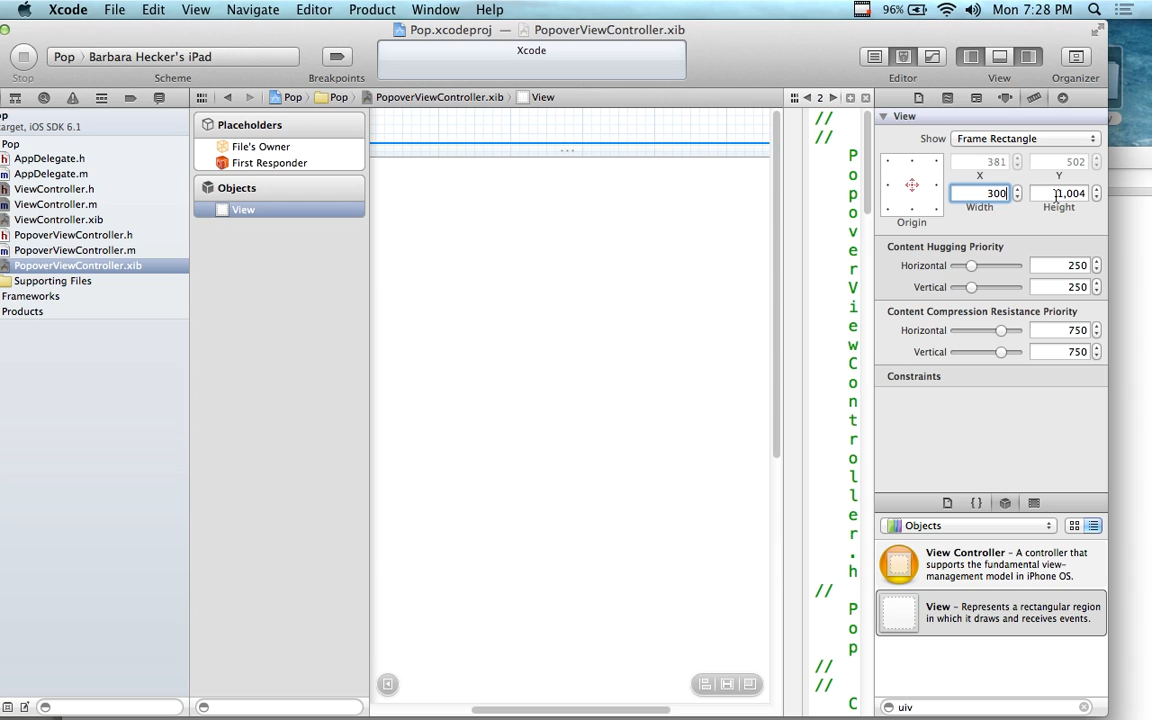 Xcode File Edit View Navigate Editor Product Window Help 96% Mon 7:28 PM
Pop.xcodeproj — PopoverViewController.xib
Pop Barbara Hecker's iPad Xcode
Stop Scheme Breakpoints Editor View Organizer
Pop Pop PopoverViewController.xib View 2
target, iOS SDK 6.1
Pop
AppDelegate.h
AppDelegate.m
ViewController.h
ViewController.m
ViewController.xib
PopoverViewController.h
PopoverViewController.m
PopoverViewController.xib
Supporting Files
Frameworks
Products
Placeholders
File's Owner
First Responder
Objects
View
//
//
P
o
p
o
v
e
r
V
i
e
w
C
o
n
t
r
o
l
l
e
r
.
h
//
P
o
p
//
//
C
View
Show Frame Rectangle
381 502
X Y
300 1,004
Width Height
Origin
Content Hugging Priority
Horizontal 250
Vertical 250
Content Compression Resistance Priority
Horizontal 750
Vertical 750
Constraints
{}
Objects
View Controller – A controller that
supports the fundamental view-
management model in iPhone OS.
View – Represents a rectangular region
in which it draws and receives events.
uiv